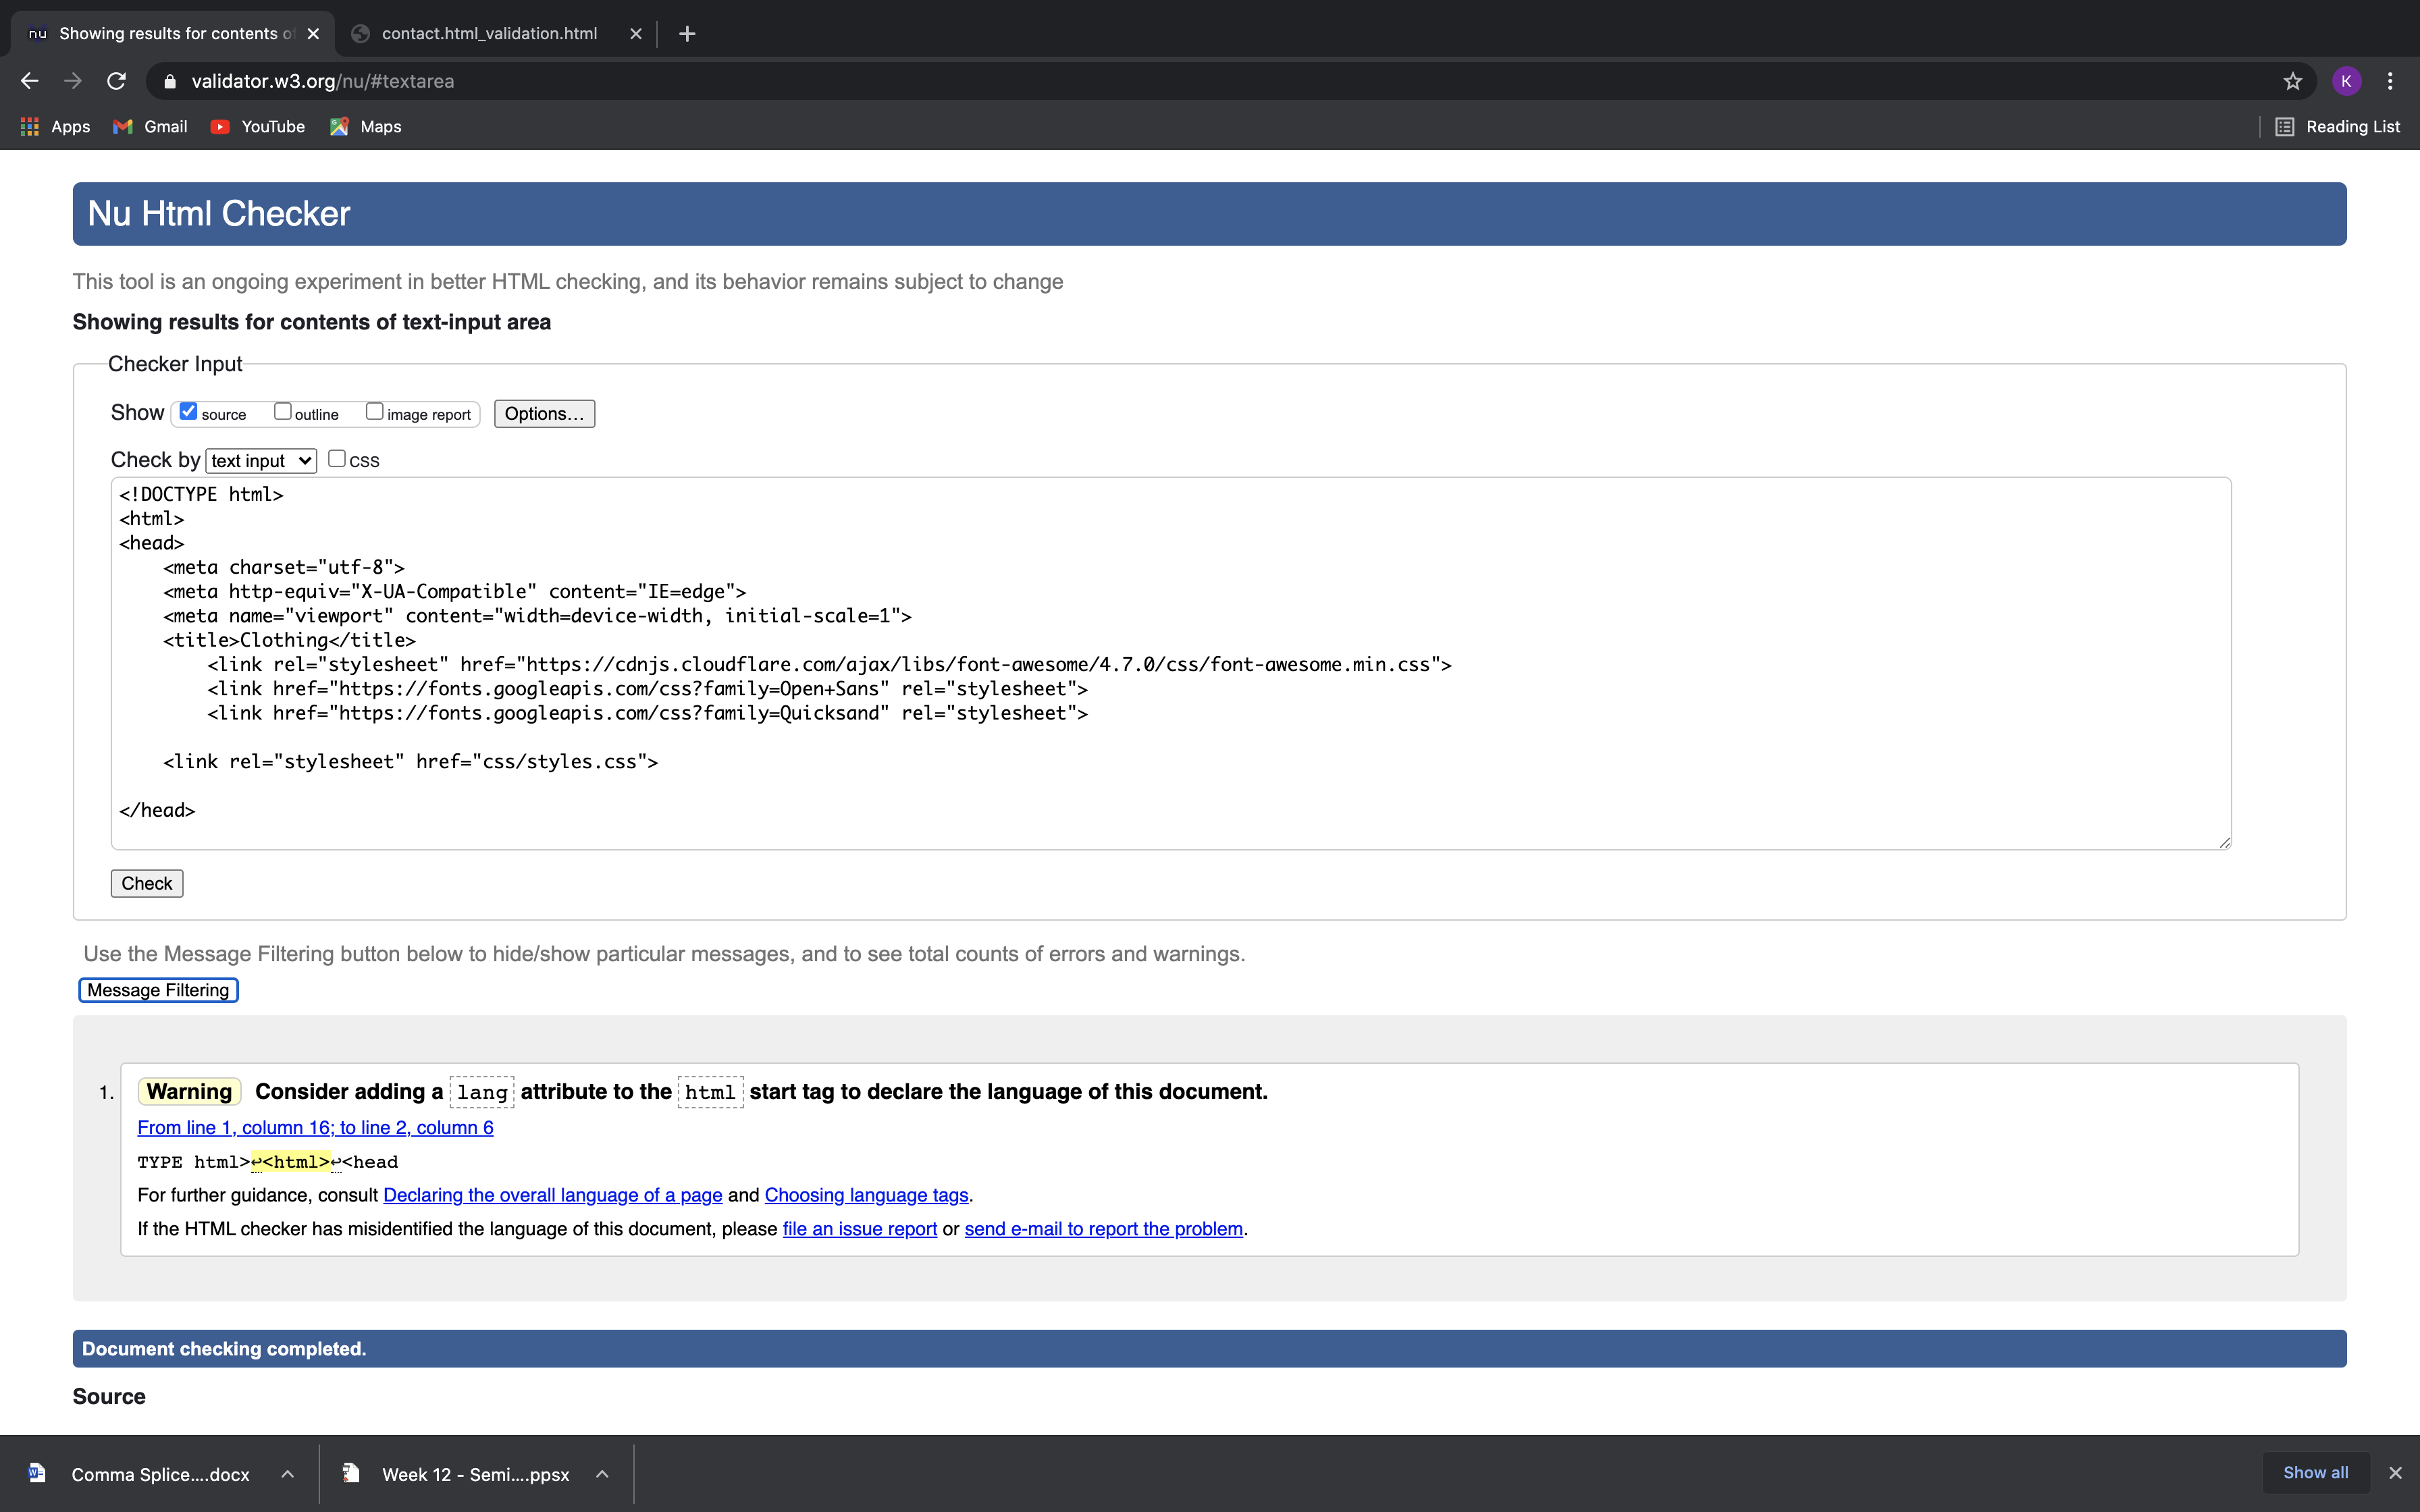 nu Showing results for contents of
contact.html_validation.html
validator.w3.org/nu/#textarea
K
Apps Gmail YouTube Maps Reading List
Nu Html Checker
This tool is an ongoing experiment in better HTML checking, and its behavior remains subject to change
Showing results for contents of text-input area
Checker Input
Show source outline image report Options...
Check by text input CSS
<!DOCTYPE html>
<html>
<head>
    <meta charset="utf-8">
    <meta http-equiv="X-UA-Compatible" content="IE=edge">
    <meta name="viewport" content="width=device-width, initial-scale=1">
    <title>Clothing</title>
        <link rel="stylesheet" href="https://cdnjs.cloudflare.com/ajax/libs/font-awesome/4.7.0/css/font-awesome.min.css">
        <link href="https://fonts.googleapis.com/css?family=Open+Sans" rel="stylesheet">
        <link href="https://fonts.googleapis.com/css?family=Quicksand" rel="stylesheet">
    <link rel="stylesheet" href="css/styles.css">
</head>
Check
Use the Message Filtering button below to hide/show particular messages, and to see total counts of errors and warnings.
Message Filtering
1. Warning Consider adding a lang attribute to the html start tag to declare the language of this document.
From line 1, column 16; to line 2, column 6
TYPE html>↩<html>↩<head
For further guidance, consult Declaring the overall language of a page and Choosing language tags.
If the HTML checker has misidentified the language of this document, please file an issue report or send e-mail to report the problem.
Document checking completed.
Source
Comma Splice....docx
Week 12 - Semi....ppsx
Show all